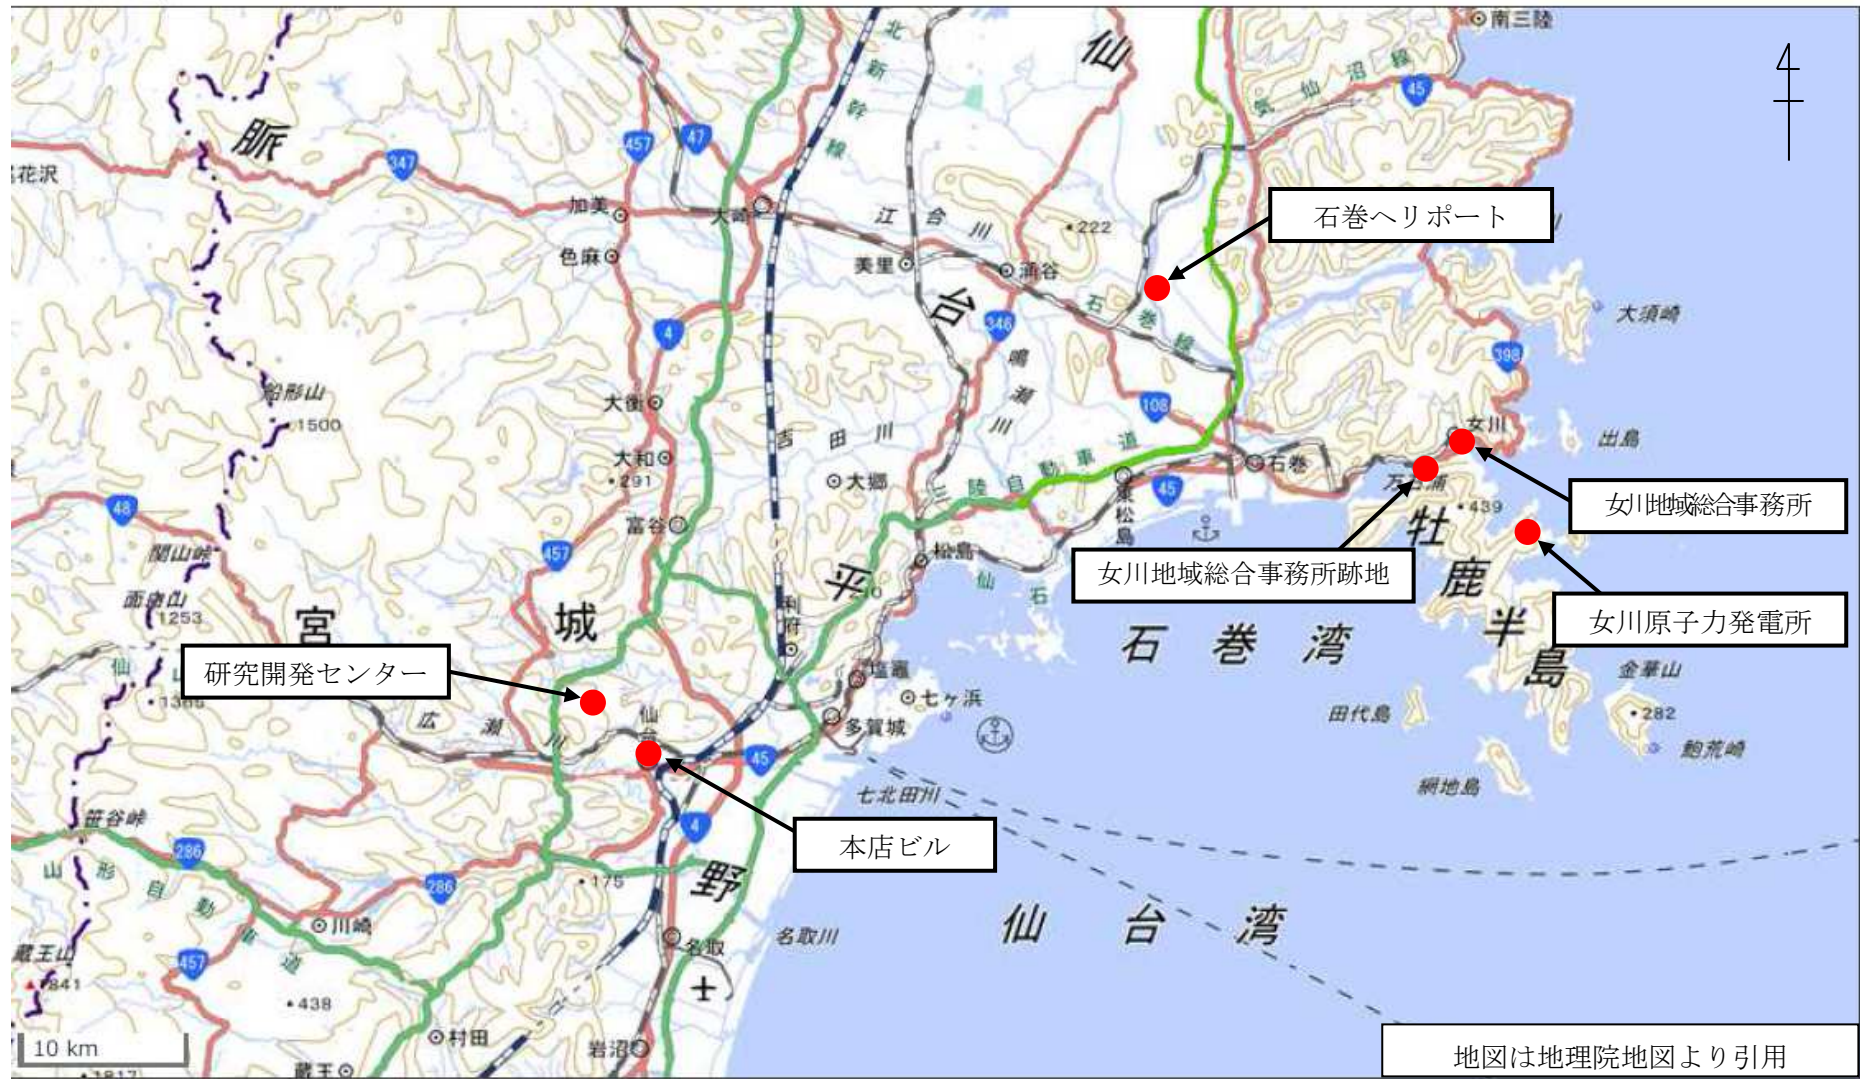 南三陸
仙
北新幹線
気仙沼線
45
脈
457
47
347
花沢
加美
大崎
江合川
222
石巻ヘリポート
色麻
美里
涌谷
台
石巻線
大須崎
4
346
鳴瀬川
398
船形山
1500
大衡
108
吉田川
女川
出島
大和
291
大郷
三陸自動車道
石巻
万石浦
48
富谷
東松島
45
439
女川地域総合事務所
牡鹿半島
関山峠
457
松島
女川地域総合事務所跡地
面白山
1253
平
仙石
宮城
利府
石巻湾
女川原子力発電所
研究開発センター
仙
塩竈
七ヶ浜
金華山
282
広瀬川
仙台
多賀城
田代島
鮎荒崎
45
七北田川
網地島
笹谷峠
286
4
本店ビル
山形自動車道
286
175
野
川崎
仙台湾
名取
名取川
蔵王山
1841
457
438
村田
岩沼
10 km
蔵王
地図は地理院地図より引用